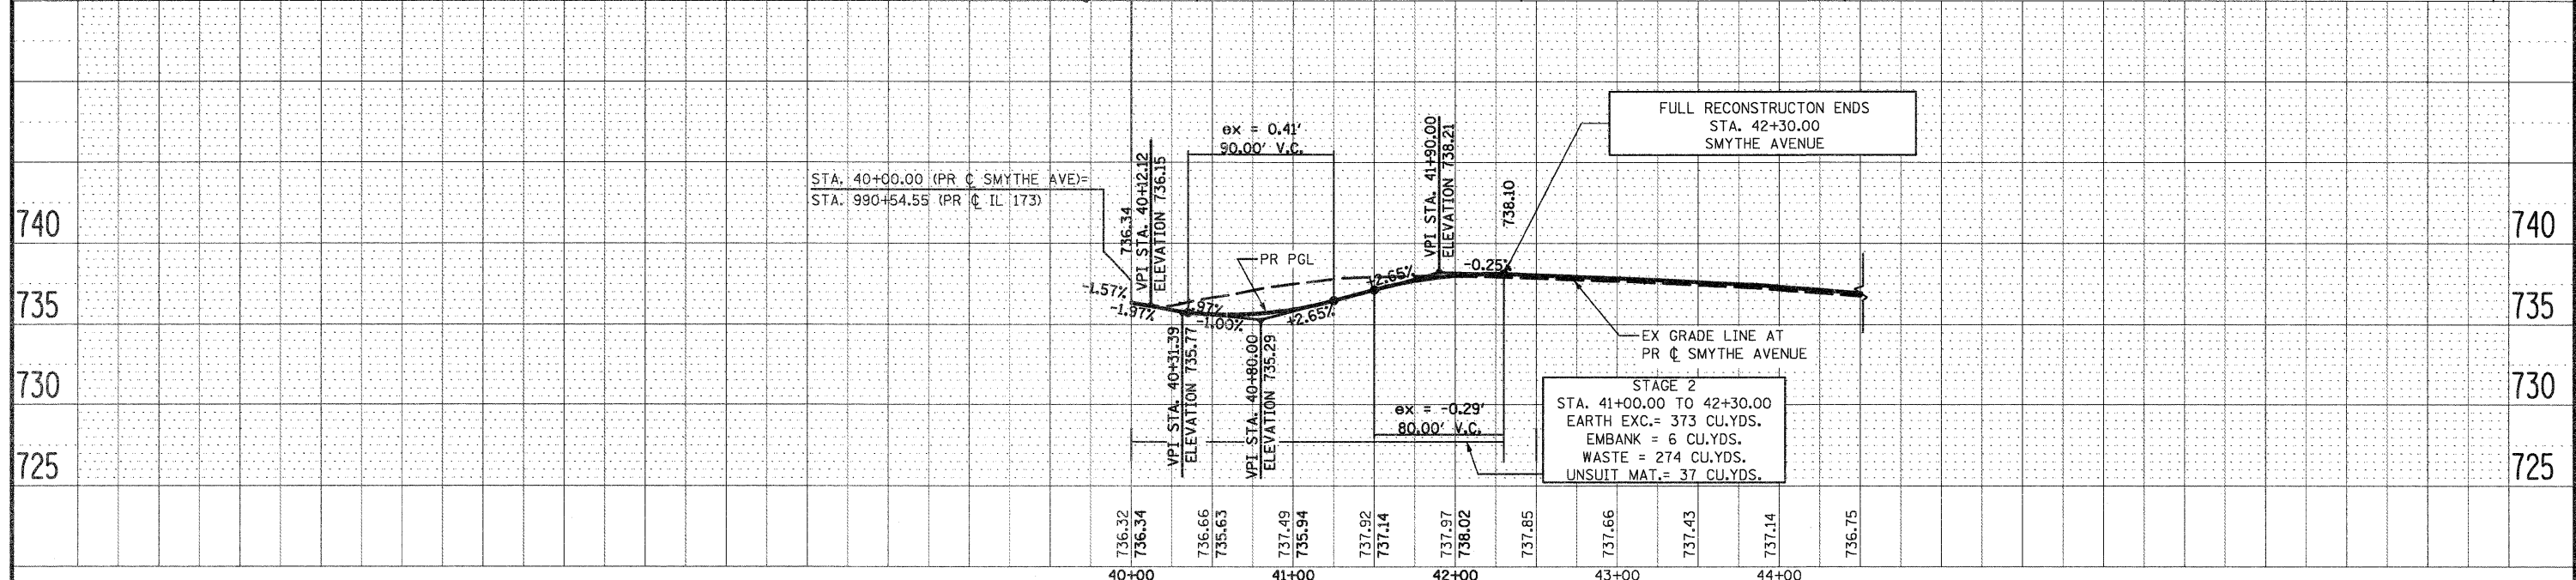 ex = 0.41'
90.00' V.C.
FULL RECONSTRUCTON ENDS
STA. 42+30.00
SMYTHE AVENUE
STA. 40+00.00 (PR ℄ SMYTHE AVE)=
STA. 990+54.55 (PR ℄ IL 173)
736.34
VPI STA. 40+12.12
ELEVATION 736.15
VPI STA. 41+90.00
ELEVATION 738.21
738.10
740
740
PR PGL
-1.57%
-1.97%
-1.00%
+2.65%
+2.65%
-0.25%
735
735
EX GRADE LINE AT
PR ℄ SMYTHE AVENUE
VPI STA. 40+31.39
ELEVATION 735.77
VPI STA. 40+80.00
ELEVATION 735.29
730
730
ex = -0.29'
80.00' V.C.
STAGE 2
STA. 41+00.00 TO 42+30.00
EARTH EXC.= 373 CU.YDS.
EMBANK = 6 CU.YDS.
WASTE = 274 CU.YDS.
UNSUIT MAT.= 37 CU.YDS.
725
725
736.32
736.34
736.66
735.63
737.49
735.94
737.92
737.14
737.97
738.02
737.85
737.66
737.43
737.14
736.75
40+00
41+00
42+00
43+00
44+00